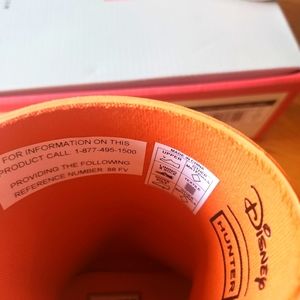 FOR INFORMATION ON THIS
PRODUCT CALL: 1-877-495-1500
PROVIDING THE FOLLOWING
REFERENCE NUMBER: 88 FV
UPPER
Disney
HUNTER